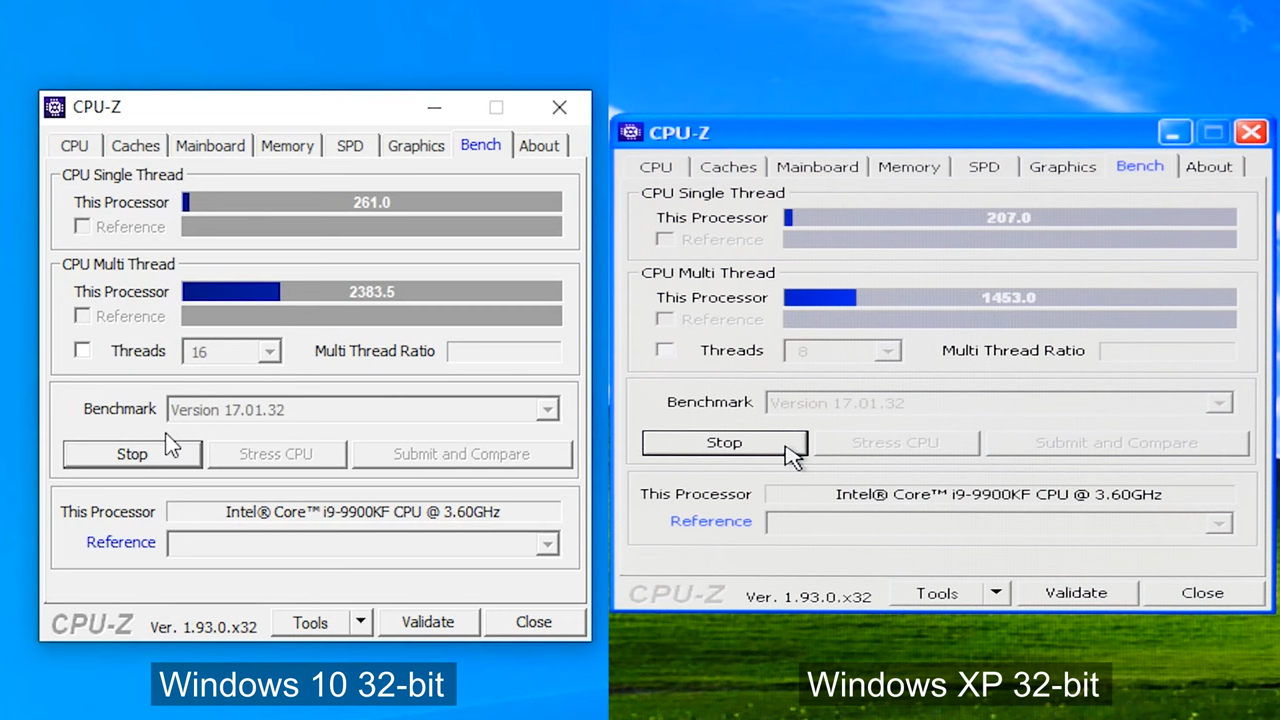 CPU-Z
CPU Caches Mainboard Memory SPD Graphics Bench About
CPU Single Thread
This Processor 261.0
Reference
CPU Multi Thread
This Processor 2383.5
Reference
Threads 16 Multi Thread Ratio
Benchmark Version 17.01.32
Stop Stress CPU Submit and Compare
This Processor Intel® Core™ i9-9900KF CPU @ 3.60GHz
Reference
CPU-Z Ver. 1.93.0.x32 Tools Validate Close
Windows 10 32-bit
CPU-Z
CPU Caches Mainboard Memory SPD Graphics Bench About
CPU Single Thread
This Processor 207.0
Reference
CPU Multi Thread
This Processor 1453.0
Reference
Threads 8 Multi Thread Ratio
Benchmark Version 17.01.32
Stop Stress CPU Submit and Compare
This Processor Intel® Core™ i9-9900KF CPU @ 3.60GHz
Reference
CPU-Z Ver. 1.93.0.x32 Tools Validate Close
Windows XP 32-bit